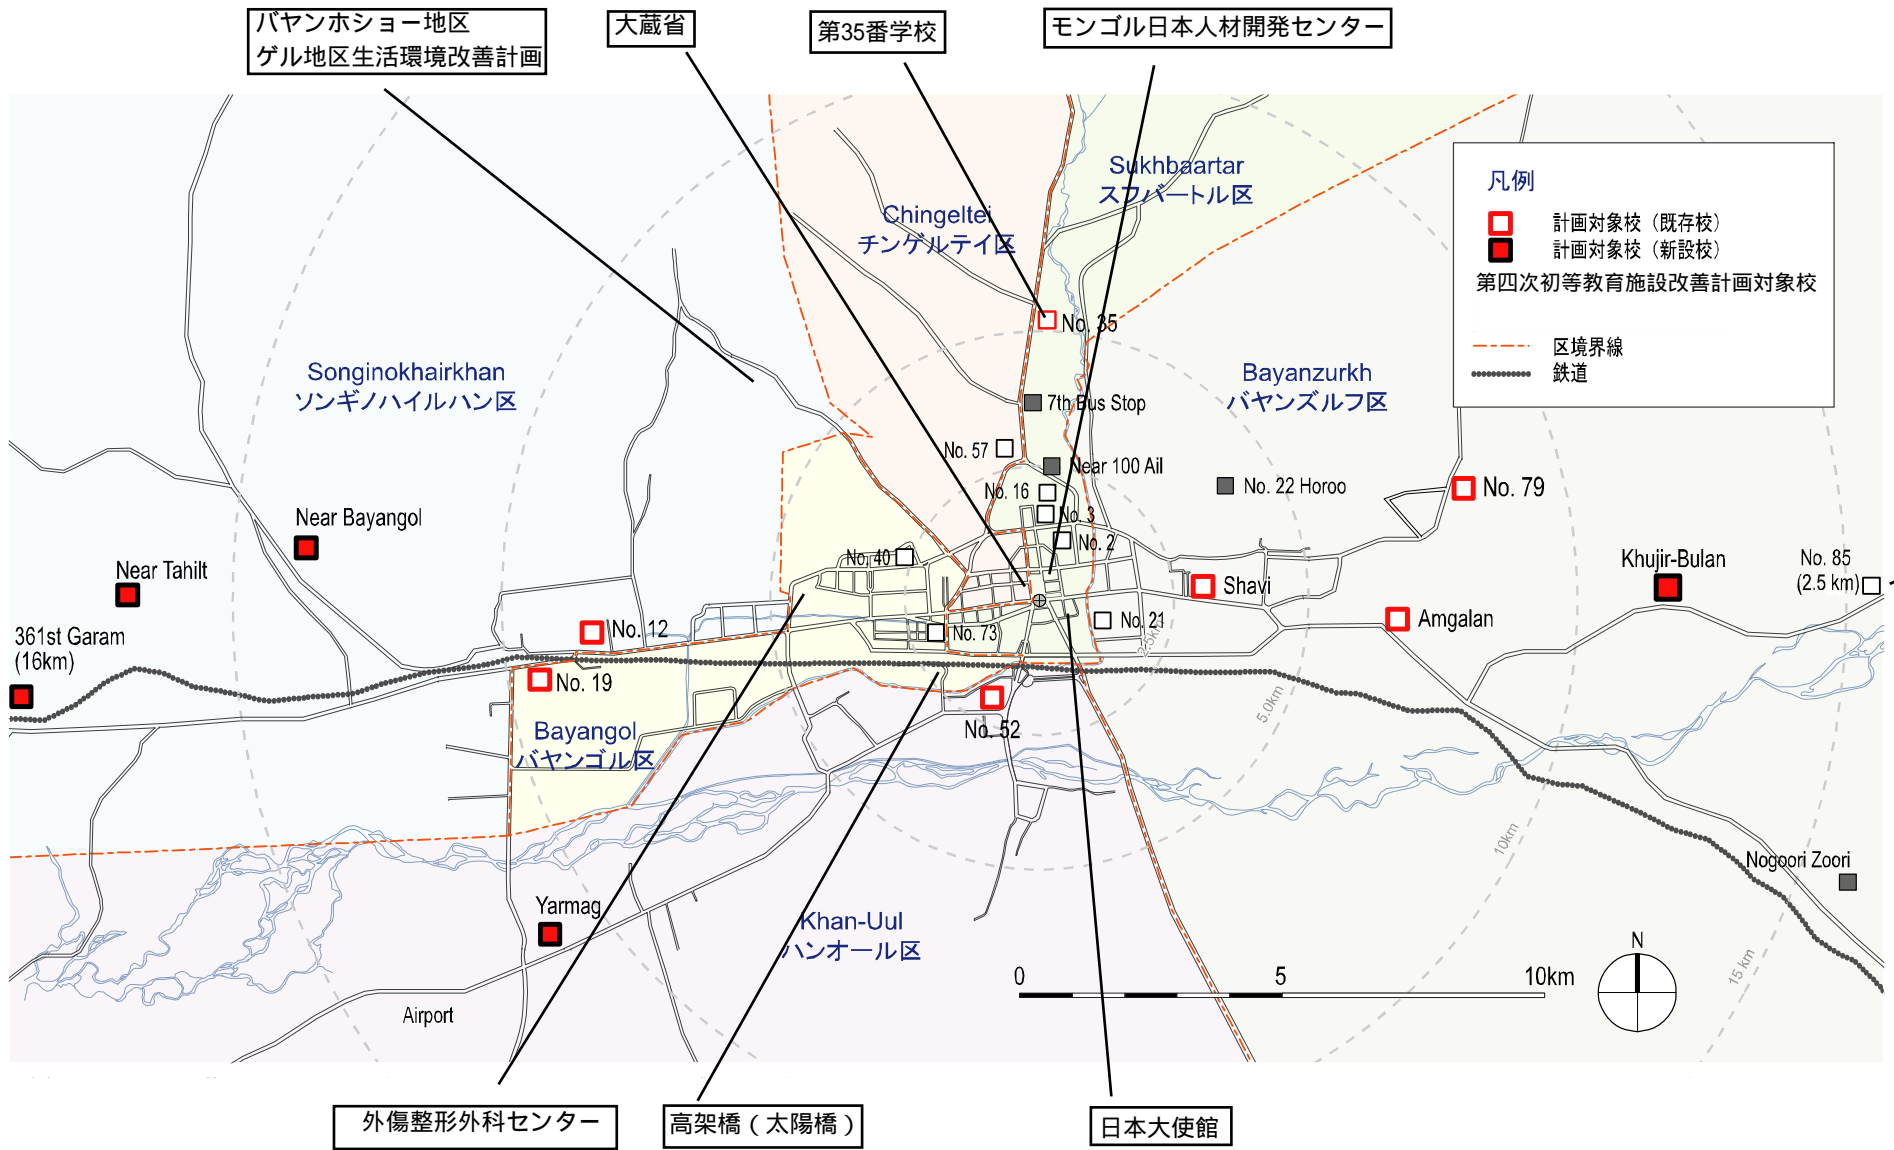 バヤンホショー地区
ゲル地区生活環境改善計画
大蔵省
第35番学校
モンゴル日本人材開発センター
Sukhbaartar
スフバートル区
Chingeltei
チンゲルテイ区
凡例
計画対象校（既存校）
計画対象校（新設校）
第四次初等教育施設改善計画対象校
区境界線
鉄道
No. 35
Songinokhairkhan
ソンギノハイルハン区
Bayanzurkh
バヤンズルフ区
7th Bus Stop
No. 57
Near 100 Ail
No. 16
No. 22 Horoo
No. 79
No. 3
Near Bayangol
No. 2
No. 40
Near Tahilt
Khujir-Bulan
No. 85
(2.5 km)
Shavi
Amgalan
361st Garam
(16km)
No. 12
No. 73
No. 21
2.5km
No. 19
5.0km
Bayangol
バヤンゴル区
No. 52
10km
Nogoori Zoori
Yarmag
Khan-Uul
ハンオール区
N
0
5
10km
15 km
Airport
外傷整形外科センター
高架橋（太陽橋）
日本大使館